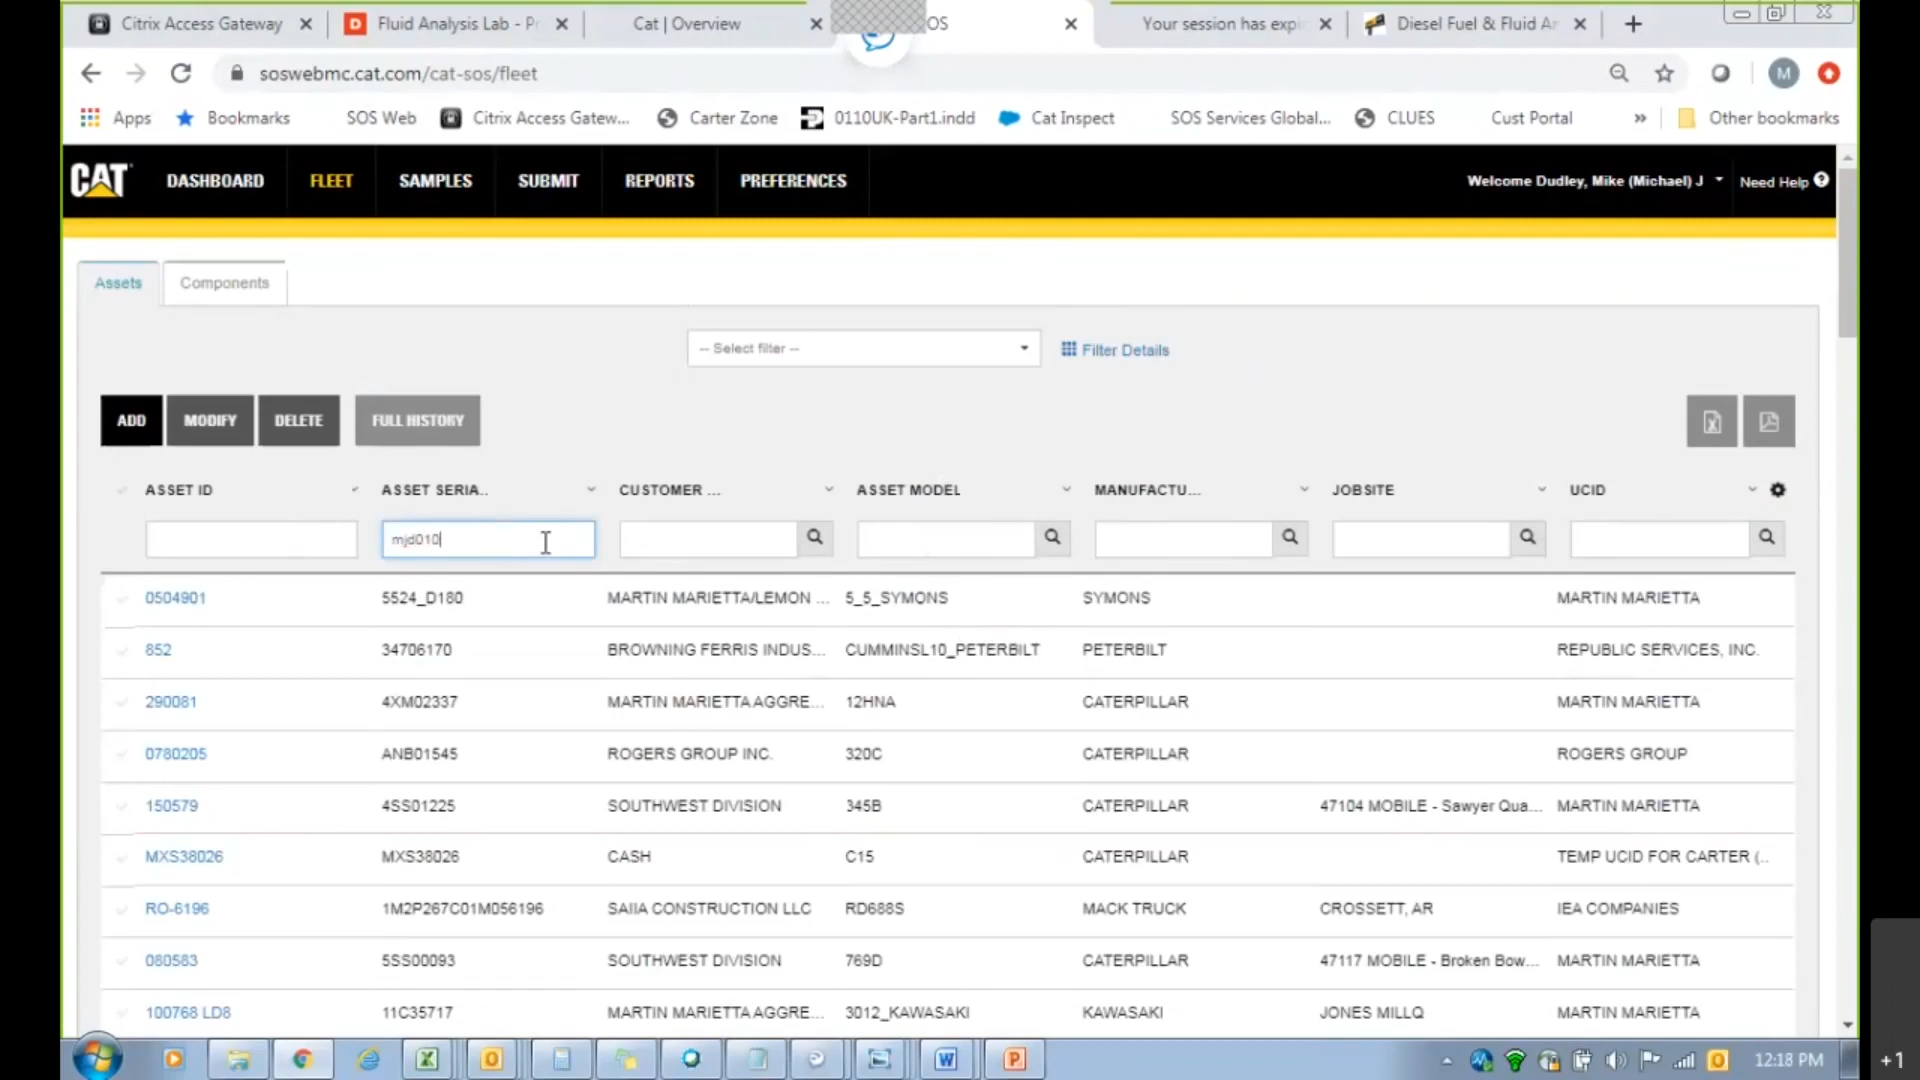 Citrix Access Gateway
Fluid Analysis Lab - Pr
Cat | Overview
OS
Your session has expi
Diesel Fuel & Fluid Ar
soswebmc.cat.com/cat-sos/fleet
M
Apps
Bookmarks
SOS Web
Citrix Access Gatew...
Carter Zone
0110UK-Part1.indd
Cat Inspect
SOS Services Global...
CLUES
Cust Portal
»
Other bookmarks
CAT
DASHBOARD
FLEET
SAMPLES
SUBMIT
REPORTS
PREFERENCES
Welcome Dudley, Mike (Michael) J
Need Help
Assets
Components
-- Select filter --
Filter Details
ADD
MODIFY
DELETE
FULL HISTORY
ASSET ID ASSET SERIA.. CUSTOMER ... ASSET MODEL MANUFACTU... JOBSITE UCID
mjd010
0504901 5524_D180 MARTIN MARIETTA/LEMON ... 5_5_SYMONS SYMONS MARTIN MARIETTA
852 34706170 BROWNING FERRIS INDUS... CUMMINSL10_PETERBILT PETERBILT REPUBLIC SERVICES, INC.
290081 4XM02337 MARTIN MARIETTA AGGRE... 12HNA CATERPILLAR MARTIN MARIETTA
0780205 ANB01545 ROGERS GROUP INC. 320C CATERPILLAR ROGERS GROUP
150579 4SS01225 SOUTHWEST DIVISION 345B CATERPILLAR 47104 MOBILE - Sawyer Qua... MARTIN MARIETTA
MXS38026 MXS38026 CASH C15 CATERPILLAR TEMP UCID FOR CARTER (..
RO-6196 1M2P267C01M056196 SAIIA CONSTRUCTION LLC RD688S MACK TRUCK CROSSETT, AR IEA COMPANIES
080583 5SS00093 SOUTHWEST DIVISION 769D CATERPILLAR 47117 MOBILE - Broken Bow... MARTIN MARIETTA
100768 LD8 11C35717 MARTIN MARIETTA AGGRE... 3012_KAWASAKI KAWASAKI JONES MILLQ MARTIN MARIETTA
12:18 PM
+1